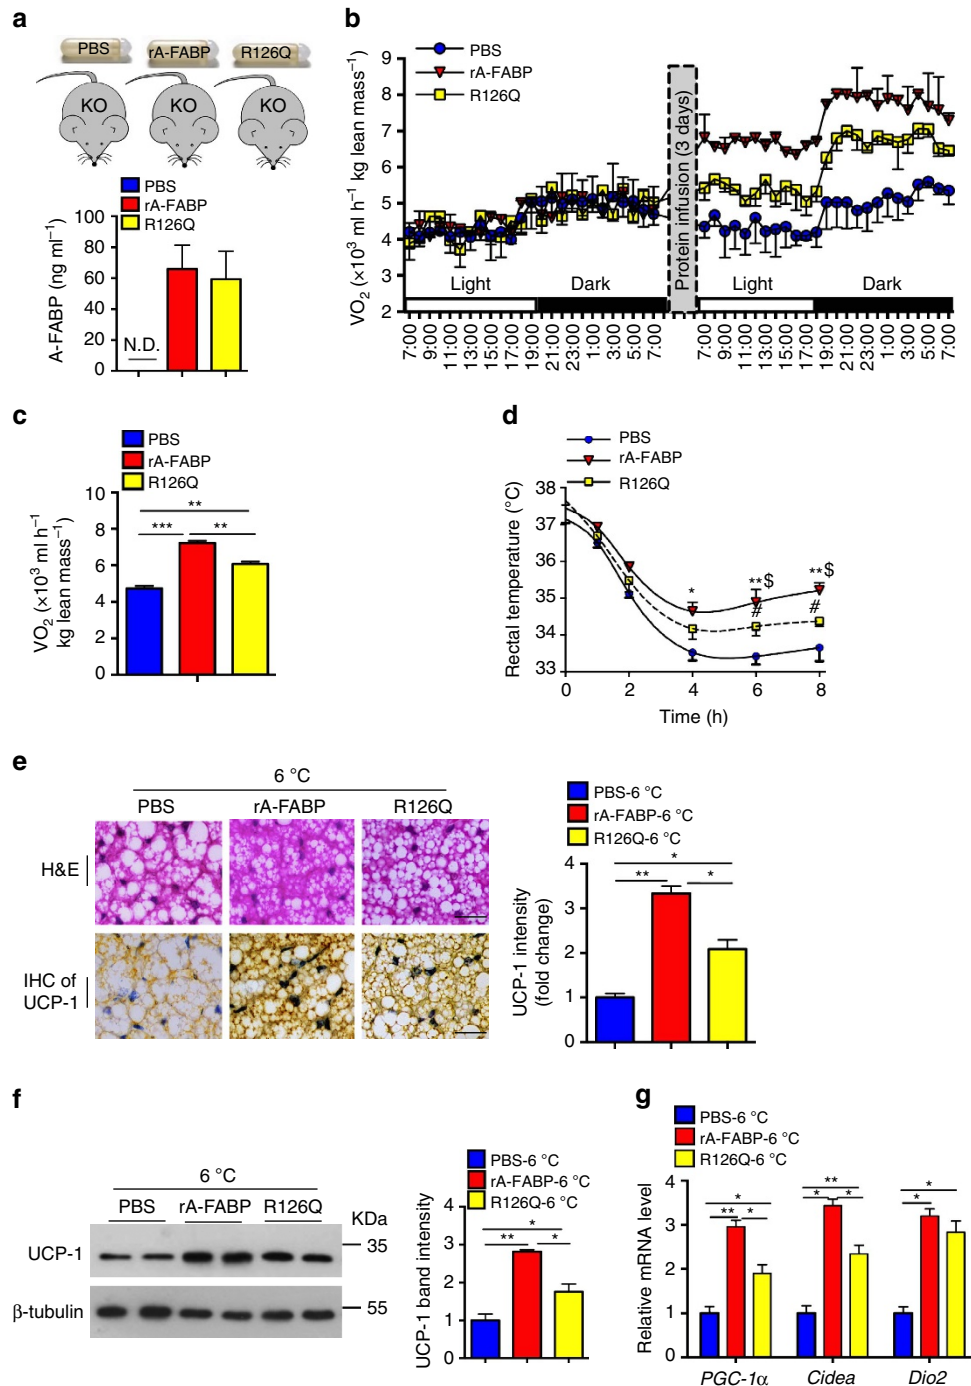 a
PBS
rA-FABP
R126Q
KO
KO
KO
PBS
rA-FABP
R126Q
A-FABP (ng ml⁻¹)
100
80
60
40
20
0
N.D.
b
PBS
rA-FABP
R126Q
VO₂ (×10³ ml h⁻¹ kg lean mass⁻¹)
9
8
7
6
5
4
3
2
Protein infusion (3 days)
Light
Dark
Light
Dark
7:00
9:00
11:00
13:00
15:00
17:00
19:00
21:00
23:00
1:00
3:00
5:00
7:00
7:00
9:00
11:00
13:00
15:00
17:00
19:00
21:00
23:00
1:00
3:00
5:00
7:00
c
PBS
rA-FABP
R126Q
VO₂ (×10³ ml h⁻¹
kg lean mass⁻¹)
10
8
6
4
2
0
**
*** **
d
PBS
rA-FABP
R126Q
Rectal temperature (°C)
38
37
36
35
34
33
* **$ **$
# #
0 2 4 6 8
Time (h)
e
6 °C
PBS rA-FABP R126Q
H&E
IHC of
UCP-1
PBS-6 °C
rA-FABP-6 °C
R126Q-6 °C
UCP-1 intensity
(fold change)
4
3
2
1
0
*
** *
f
6 °C
PBS rA-FABP R126Q
KDa
UCP-1
35
β-tubulin
55
PBS-6 °C
rA-FABP-6 °C
R126Q-6 °C
UCP-1 band intensity
4
3
2
1
0
*
** *
g
PBS-6 °C
rA-FABP-6 °C
R126Q-6 °C
Relative mRNA level
4
3
2
1
0
*
** *
**
* *
*
*
PGC-1α Cidea Dio2